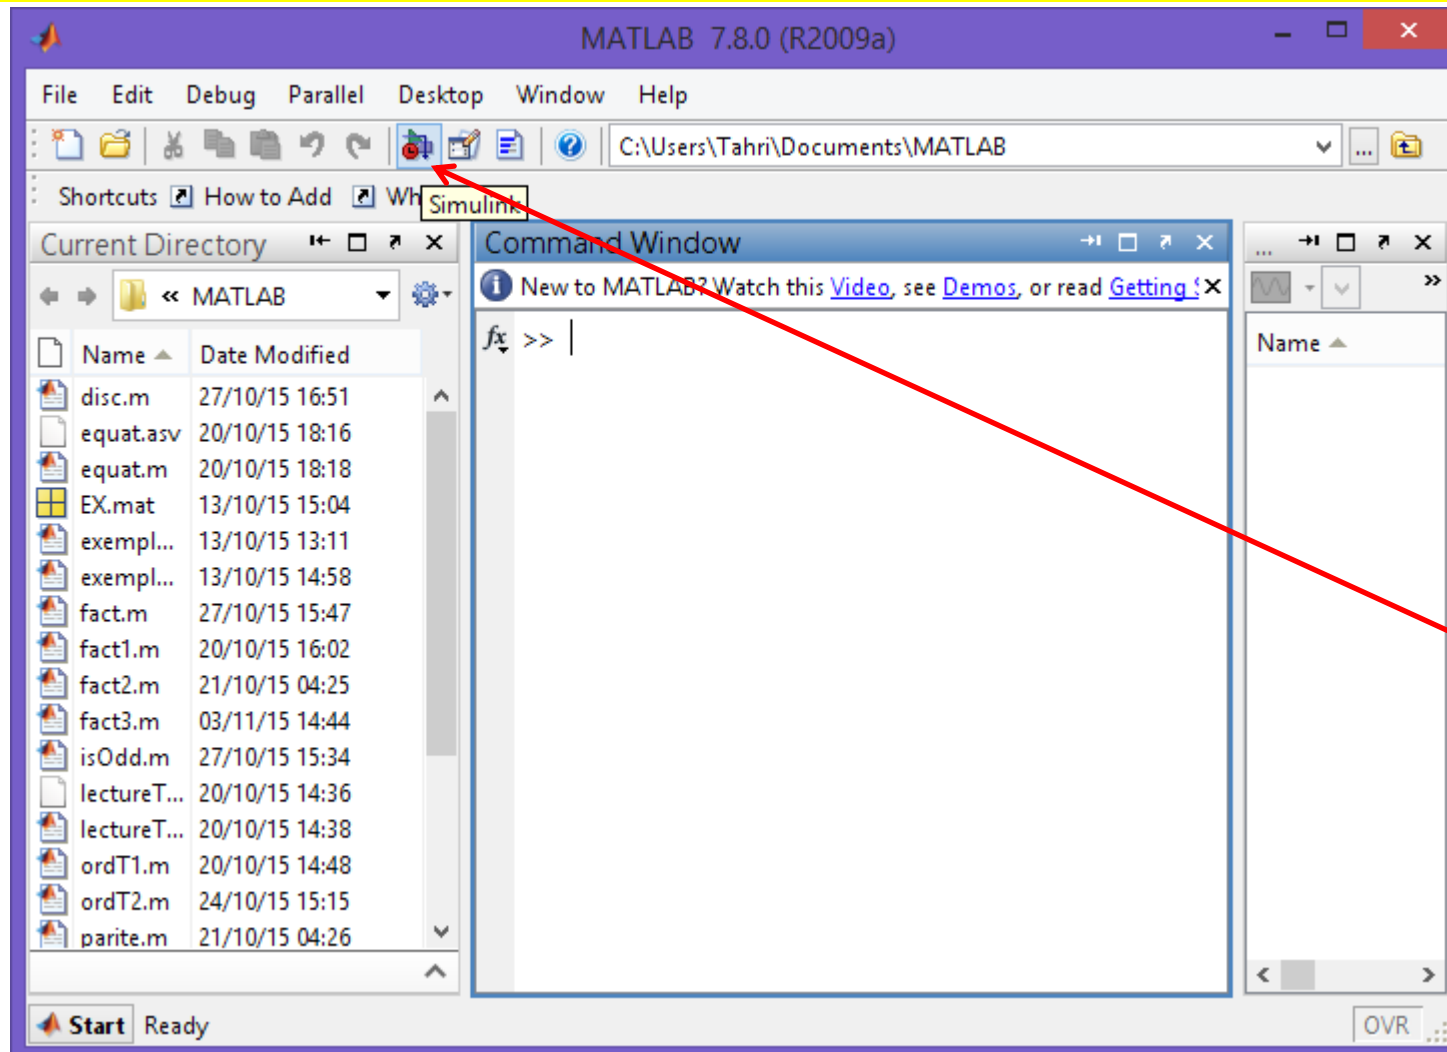 MATLAB 7.8.0 (R2009a)
File Edit Debug Parallel Desktop Window Help
C:\Users\Tahri\Documents\MATLAB ...
Shortcuts How to Add Wh
Simulink
Current Directory
« MATLAB
Name Date Modified
disc.m 27/10/15 16:51
equat.asv 20/10/15 18:16
equat.m 20/10/15 18:18
EX.mat 13/10/15 15:04
exempl... 13/10/15 13:11
exempl... 13/10/15 14:58
fact.m 27/10/15 15:47
fact1.m 20/10/15 16:02
fact2.m 21/10/15 04:25
fact3.m 03/11/15 14:44
isOdd.m 27/10/15 15:34
lectureT... 20/10/15 14:36
lectureT... 20/10/15 14:38
ordT1.m 20/10/15 14:48
ordT2.m 24/10/15 15:15
parite.m 21/10/15 04:26
Command Window
New to MATLAB? Watch this Video, see Demos, or read Getting
fx >>
...
»
Name
Start Ready
OVR